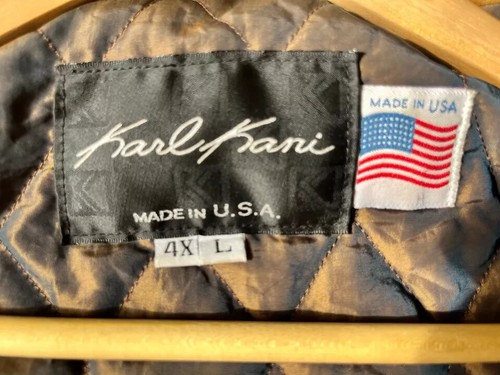 Karl Kani
MADE IN U.S.A.
MADE IN USA
4X L